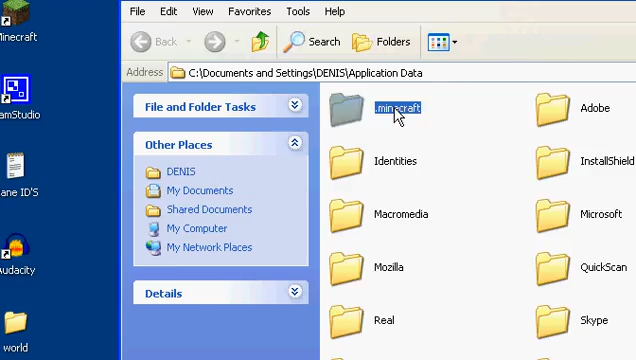 File Edit View Favorites Tools Help
Back Search Folders
Address C:\Documents and Settings\DENIS\Application Data
Minecraft
amStudio
ane ID'S
Audacity
world
File and Folder Tasks
Other Places
DENIS
My Documents
Shared Documents
My Computer
My Network Places
Details
.minecraft Adobe
Identities InstallShield
Macromedia Microsoft
Mozilla QuickScan
Real Skype